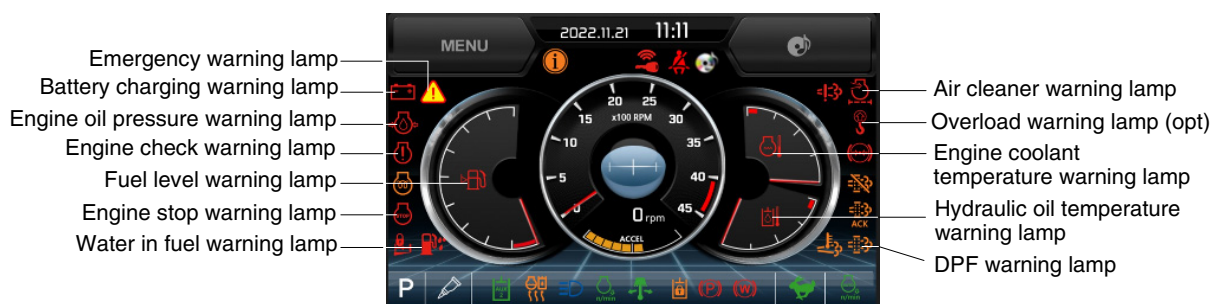 Emergency warning lamp
Battery charging warning lamp
Engine oil pressure warning lamp
Engine check warning lamp
Fuel level warning lamp
Engine stop warning lamp
Water in fuel warning lamp
MENU
2022.11.21 11:11
20 25
15 x100 RPM 30
10 35
5 40
0 45
0 rpm
ACCEL
STOP
ACK
P
n/min
(P)
(W)
n/min
Air cleaner warning lamp
Overload warning lamp (opt)
Engine coolant
temperature warning lamp
Hydraulic oil temperature
warning lamp
DPF warning lamp